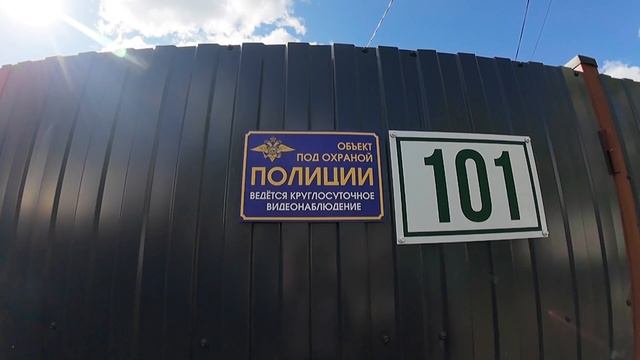 ОБЪЕКТ
ПОД ОХРАНОЙ
ПОЛИЦИИ
ВЕДЁТСЯ КРУГЛОСУТОЧНОЕ
ВИДЕОНАБЛЮДЕНИЕ
101